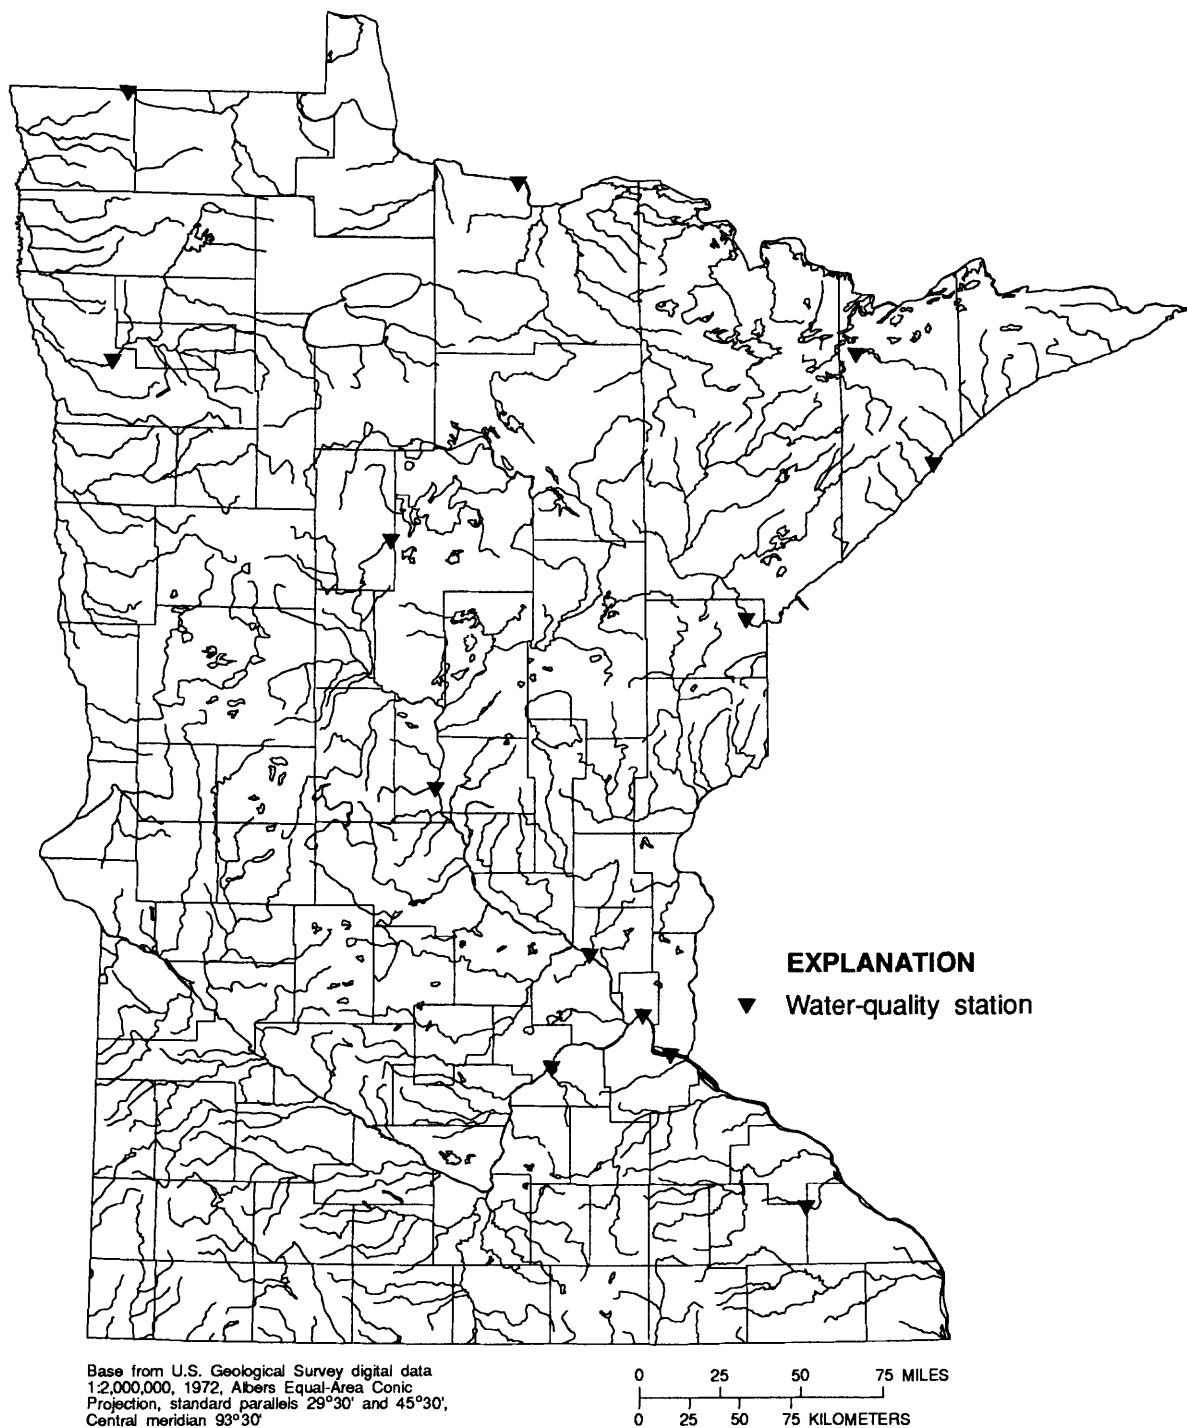 EXPLANATION
Water-quality station
Base from U.S. Geological Survey digital data
1:2,000,000, 1972, Albers Equal-Area Conic
Projection, standard parallels 29°30' and 45°30',
Central meridian 93°30'
0 25 50 75 MILES
0 25 50 75 KILOMETERS